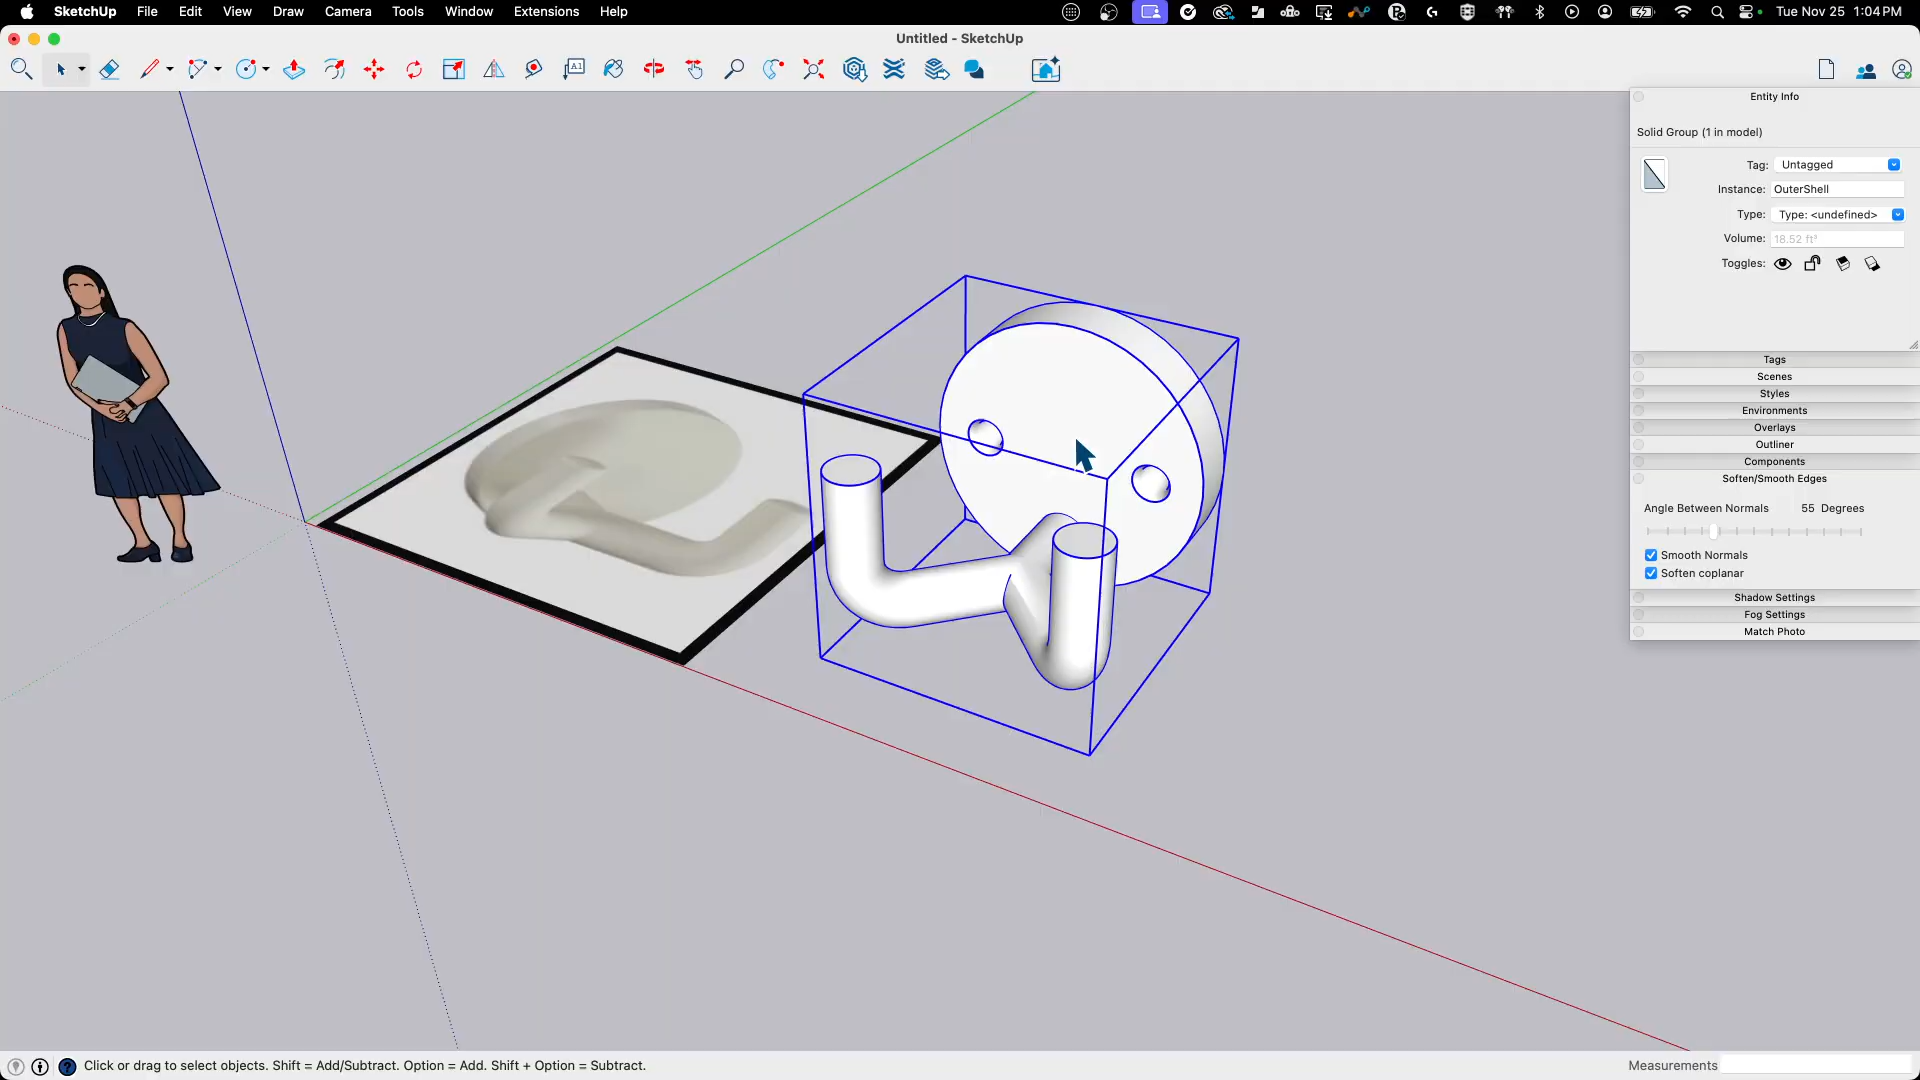 SketchUp File Edit View Draw Camera Tools Window Extensions Help Tue Nov 25 1:04 PM
Untitled - SketchUp
A1
Entity Info
Solid Group (1 in model)
Tag: Untagged
Instance: OuterShell
Type: Type: <undefined>
Volume: 18.52 ft³
Toggles:
Tags
Scenes
Styles
Environments
Overlays
Outliner
Components
Soften/Smooth Edges
Angle Between Normals 55 Degrees
Smooth Normals
Soften coplanar
Shadow Settings
Fog Settings
Match Photo
Click or drag to select objects. Shift = Add/Subtract. Option = Add. Shift + Option = Subtract.
Measurements